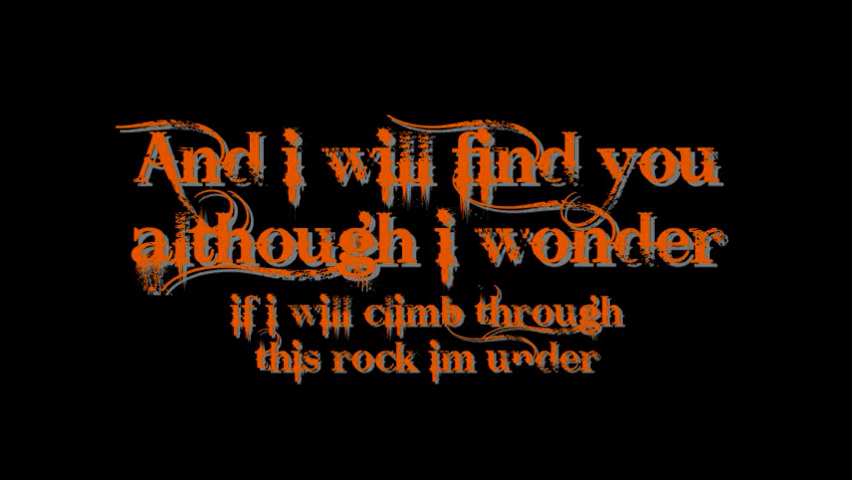 And i will find you
although i wonder
if i will climb through
this rock im under